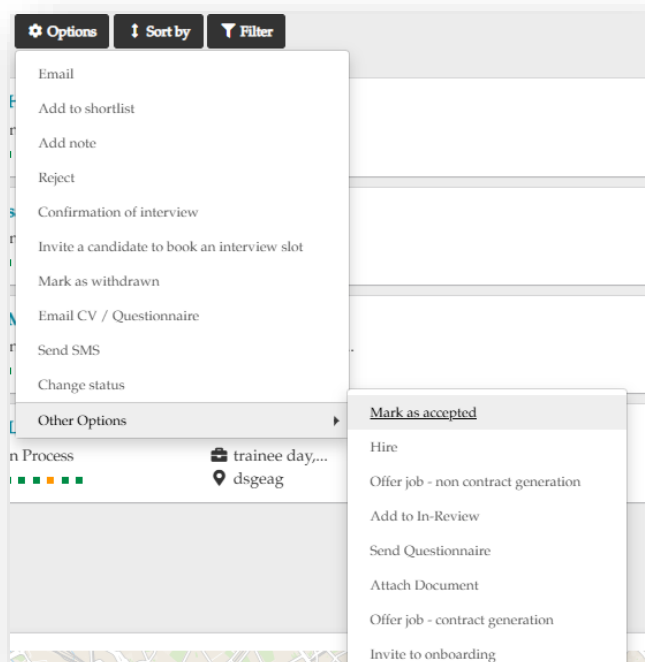 Options
Sort by
Filter
Email
Add to shortlist
Add note
Reject
Confirmation of interview
Invite a candidate to book an interview slot
Mark as withdrawn
Email CV / Questionnaire
Send SMS
Change status
Other Options
Mark as accepted
Hire
Offer job - non contract generation
Add to In-Review
Send Questionnaire
Attach Document
Offer job - contract generation
Invite to onboarding
n Process
trainee day,...
dsgeag